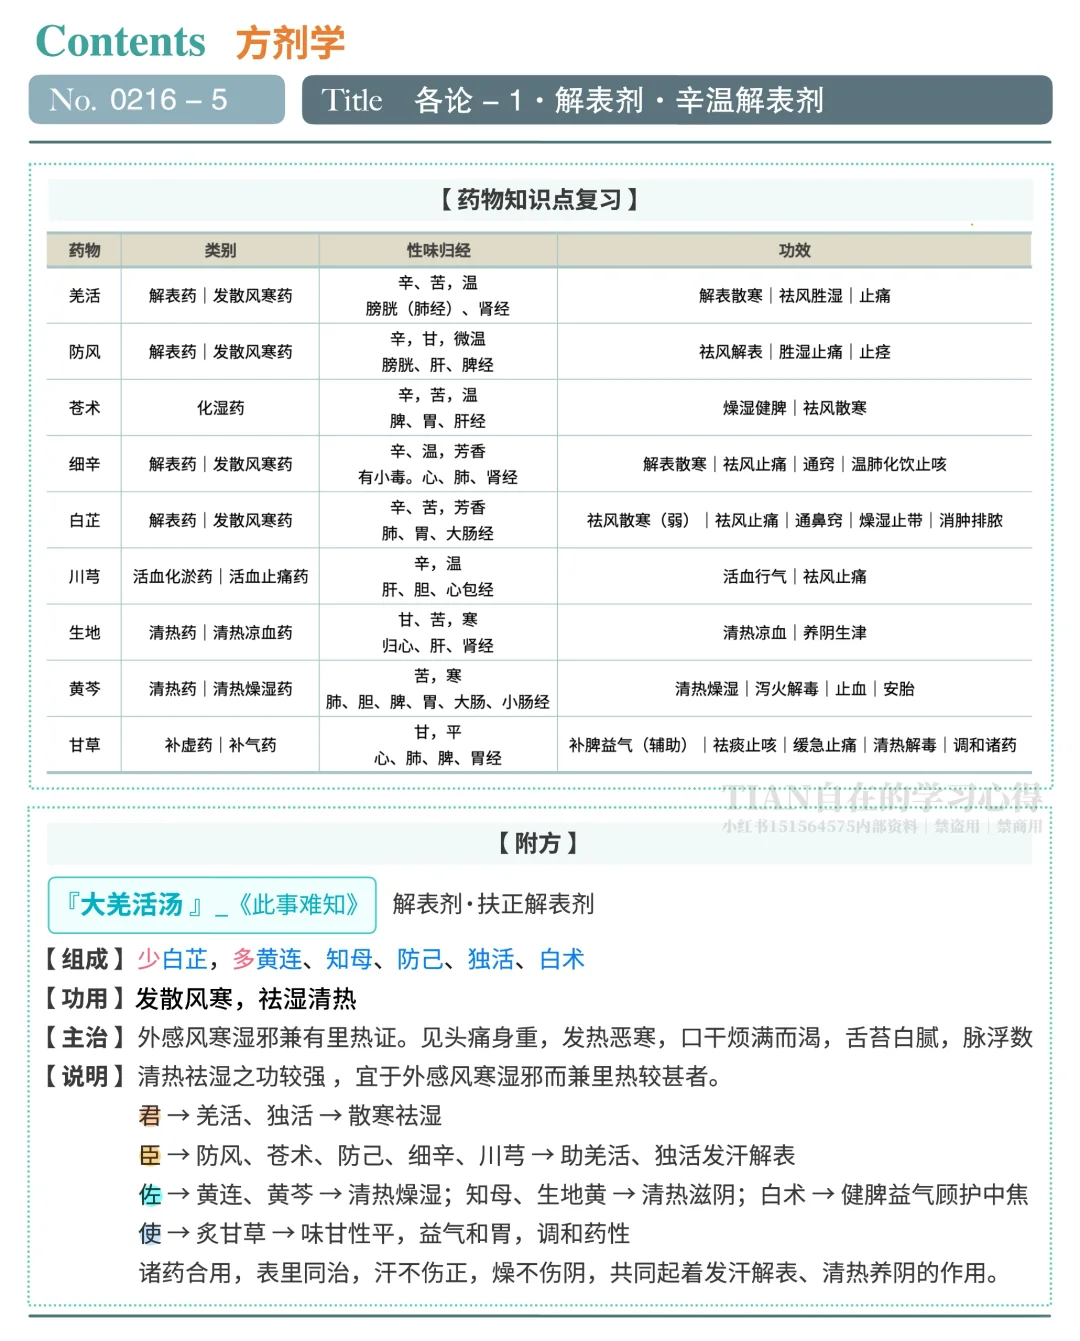 Contents 方剂学
No. 0216 – 5
Title 各论 – 1 · 解表剂 · 辛温解表剂
【 药物知识点复习 】
药物 类别 性味归经 功效
羌活 解表药｜发散风寒药 辛、苦，温 膀胱（肺经）、肾经 解表散寒｜祛风胜湿｜止痛
防风 解表药｜发散风寒药 辛，甘，微温 膀胱、肝、脾经 祛风解表｜胜湿止痛｜止痉
苍术 化湿药 辛，苦，温 脾、胃、肝经 燥湿健脾｜祛风散寒
细辛 解表药｜发散风寒药 辛、温，芳香 有小毒。心、肺、肾经 解表散寒｜祛风止痛｜通窍｜温肺化饮止咳
白芷 解表药｜发散风寒药 辛、苦，芳香 肺、胃、大肠经 祛风散寒（弱）｜祛风止痛｜通鼻窍｜燥湿止带｜消肿排脓
川芎 活血化淤药｜活血止痛药 辛，温 肝、胆、心包经 活血行气｜祛风止痛
生地 清热药｜清热凉血药 甘、苦，寒 归心、肝、肾经 清热凉血｜养阴生津
黄芩 清热药｜清热燥湿药 苦，寒 肺、胆、脾、胃、大肠、小肠经 清热燥湿｜泻火解毒｜止血｜安胎
甘草 补虚药｜补气药 甘，平 心、肺、脾、胃经 补脾益气（辅助）｜祛痰止咳｜缓急止痛｜清热解毒｜调和诸药
TIAN自在的学习心得
小红书151564575内部资料｜禁盗用｜禁商用
【 附方 】
『大羌活汤 』_《此事难知》 解表剂·扶正解表剂
【 组成 】少白芷，多黄连、知母、防己、独活、白术
【 功用 】发散风寒，祛湿清热
【 主治 】外感风寒湿邪兼有里热证。见头痛身重，发热恶寒，口干烦满而渴，舌苔白腻，脉浮数
【 说明 】清热祛湿之功较强 ，宜于外感风寒湿邪而兼里热较甚者。
君 → 羌活、独活 → 散寒祛湿
臣 → 防风、苍术、防己、细辛、川芎 → 助羌活、独活发汗解表
佐 → 黄连、黄芩 → 清热燥湿；知母、生地黄 → 清热滋阴；白术 → 健脾益气顾护中焦
使 → 炙甘草 → 味甘性平，益气和胃，调和药性
诸药合用，表里同治，汗不伤正，燥不伤阴，共同起着发汗解表、清热养阴的作用。